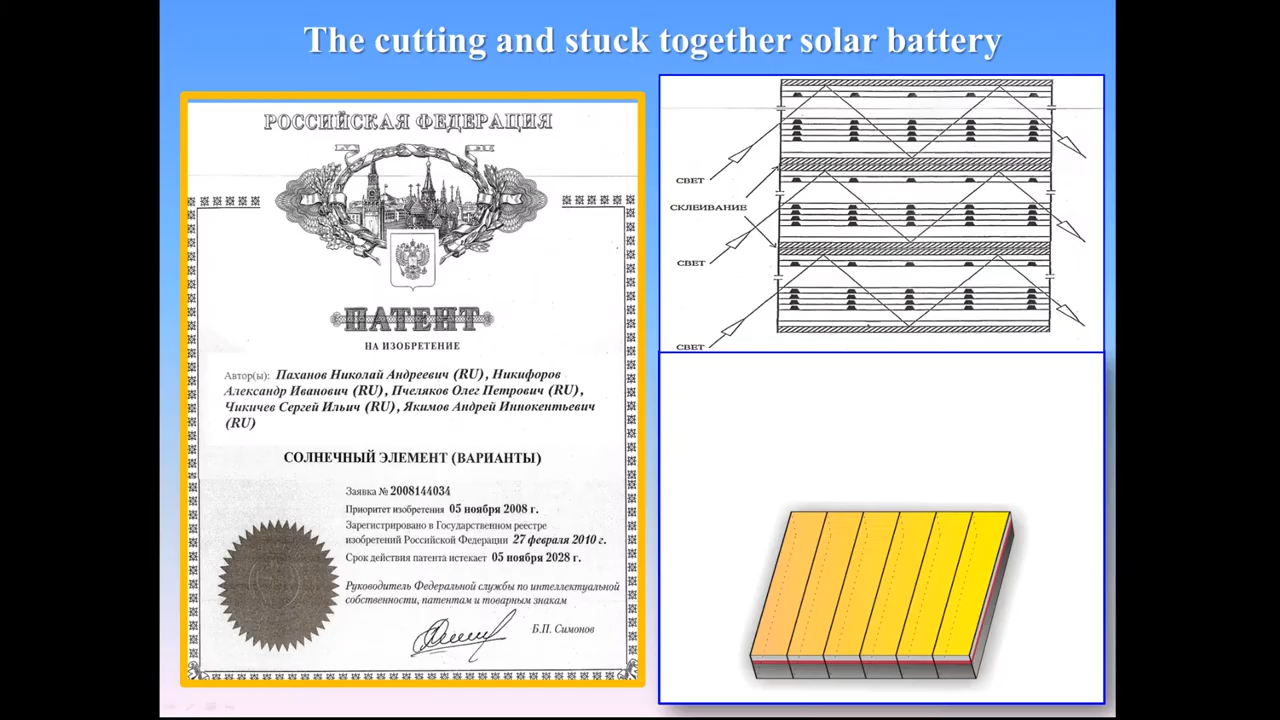 The cutting and stuck together solar battery
РОССИЙСКАЯ ФЕДЕРАЦИЯ
ПАТЕНТ
НА ИЗОБРЕТЕНИЕ
Автор(ы): Паханов Николай Андреевич (RU), Никифоров
Александр Иванович (RU), Пчеляков Олег Петрович (RU),
Чикичев Сергей Ильич (RU), Якимов Андрей Иннокентьевич
(RU)
СОЛНЕЧНЫЙ ЭЛЕМЕНТ (ВАРИАНТЫ)
Заявка № 2008144034
Приоритет изобретения 05 ноября 2008 г.
Зарегистрировано в Государственном реестре
изобретений Российской Федерации 27 февраля 2010 г.
Срок действия патента истекает 05 ноября 2028 г.
Руководитель Федеральной службы по интеллектуальной
собственности, патентам и товарным знакам
Б.П. Симонов
СВЕТ
СКЛЕИВАНИЕ
СВЕТ
СВЕТ